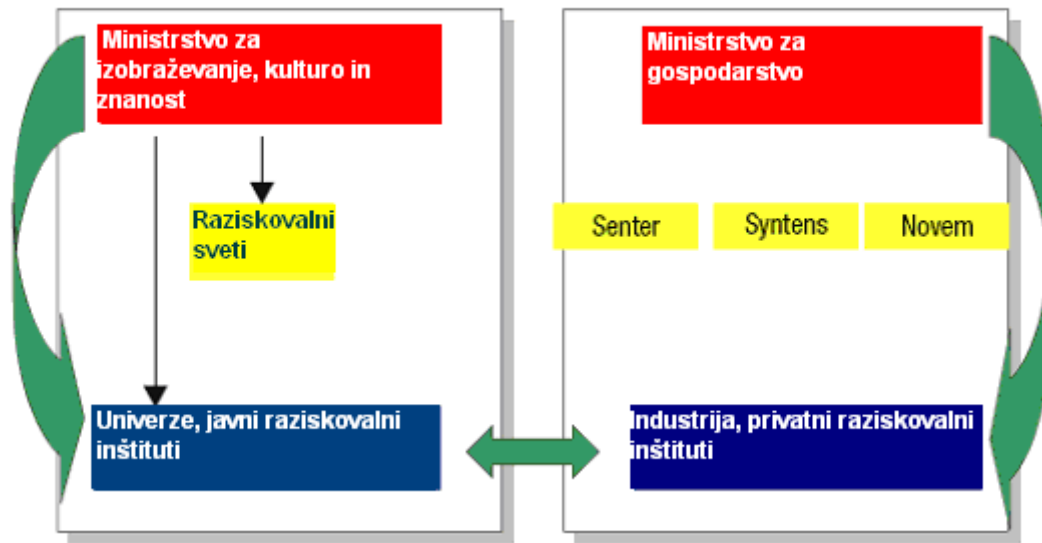 Ministrstvo za
izobraževanje, kulturo in
znanost
Ministrstvo za
gospodarstvo
Raziskovalni
sveti
Senter
Syntens
Novem
Univerze, javni raziskovalni
inštituti
Industrija, privatni raziskovalni
inštituti